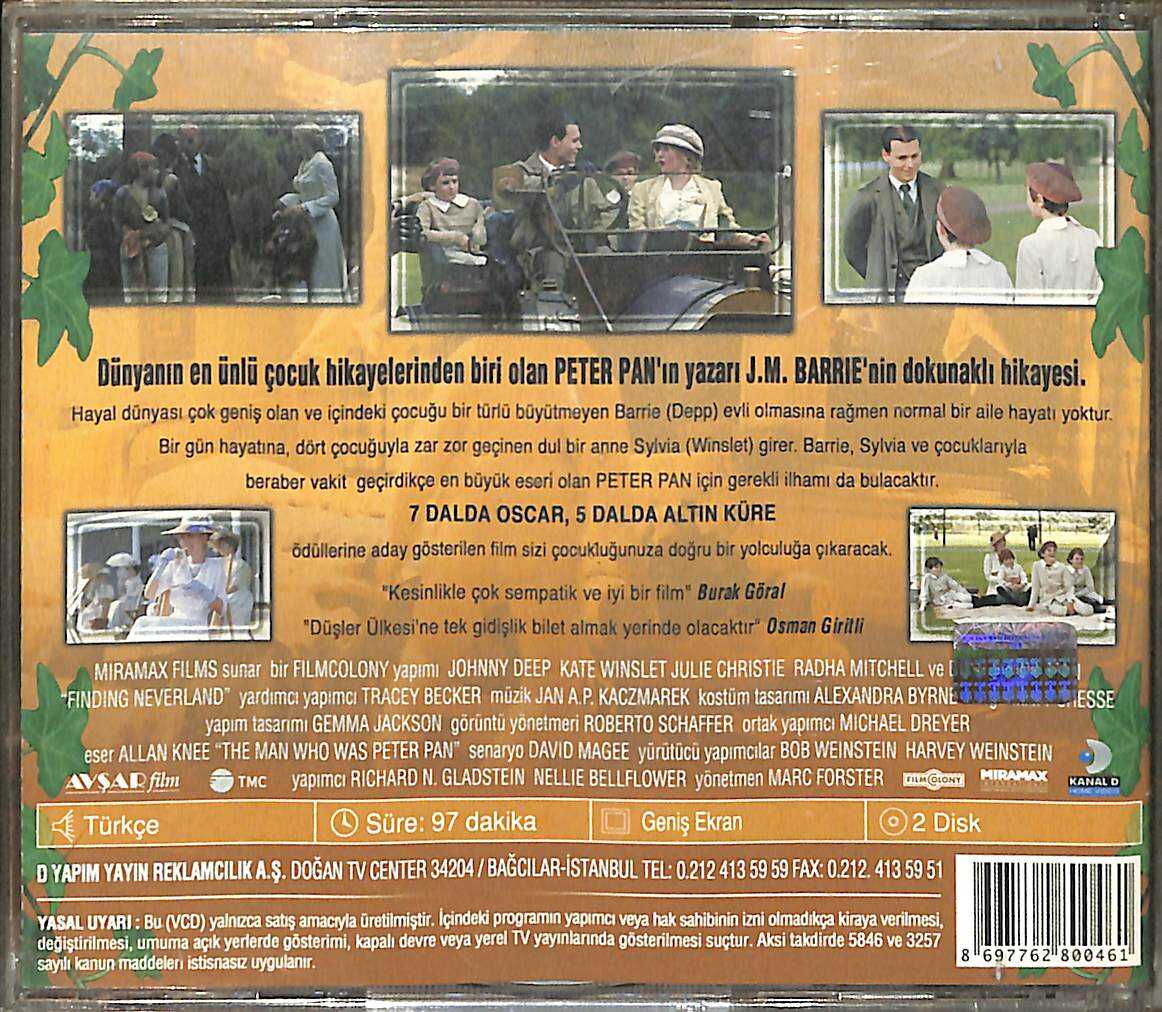 Dünyanın en ünlü çocuk hikayelerinden biri olan PETER PAN'ın yazarı J.M. BARRIE'nin dokunaklı hikayesi.
Hayal dünyası çok geniş olan ve içindeki çocuğu bir türlü büyütmeyen Barrie (Depp) evli olmasına rağmen normal bir aile hayatı yoktur.
Bir gün hayatına, dört çocuğuyla zar zor geçinen dul bir anne Sylvia (Winslet) girer. Barrie, Sylvia ve çocuklarıyla
beraber vakit geçirdikçe en büyük eseri olan PETER PAN için gerekli ilhamı da bulacaktır.
7 DALDA OSCAR, 5 DALDA ALTIN KÜRE
ödüllerine aday gösterilen film sizi çocukluğunuza doğru bir yolculuğa çıkaracak.
"Kesinlikle çok sempatik ve iyi bir film" Burak Göral
"Düşler Ülkesi'ne tek gidişlik bilet almak yerinde olacaktır" Osman Giritli
MIRAMAX FILMS sunar bir FILMCOLONY yapımı JOHNNY DEEP KATE WINSLET JULIE CHRISTIE RADHA MITCHELL ve
"FINDING NEVERLAND" yardımcı yapımcı TRACEY BECKER müzik JAN A.P. KACZMAREK kostüm tasarımı ALEXANDRA BYRNE
yapım tasarımı GEMMA JACKSON görüntü yönetmeri ROBERTO SCHAFFER ortak yapımcı MICHAEL DREYER
eser ALLAN KNEE "THE MAN WHO WAS PETER PAN" senaryo DAVID MAGEE yürütücü yapımcılar BOB WEINSTEIN HARVEY WEINSTEIN
AVŞAR film TMC yapımcı RICHARD N. GLADSTEIN NELLIE BELLFLOWER yönetmen MARC FORSTER FILMCOLONY MIRAMAX KANAL D HOME VIDEO
Türkçe Süre: 97 dakika Geniş Ekran 2 Disk
D YAPIM YAYIN REKLAMCILIK A.Ş. DOĞAN TV CENTER 34204 / BAĞCILAR-İSTANBUL TEL: 0.212 413 59 59 FAX: 0.212. 413 59 51
YASAL UYARI : Bu (VCD) yalnızca satış amacıyla üretilmiştir. İçindeki programın yapımcı veya hak sahibinin izni olmadıkça kiraya verilmesi,
değiştirilmesi, umuma açık yerlerde gösterimi, kapalı devre veya yerel TV yayınlarında gösterilmesi suçtur. Aksi takdirde 5846 ve 3257
sayılı kanun maddeleri istisnasız uygulanır.
8 697762 800461